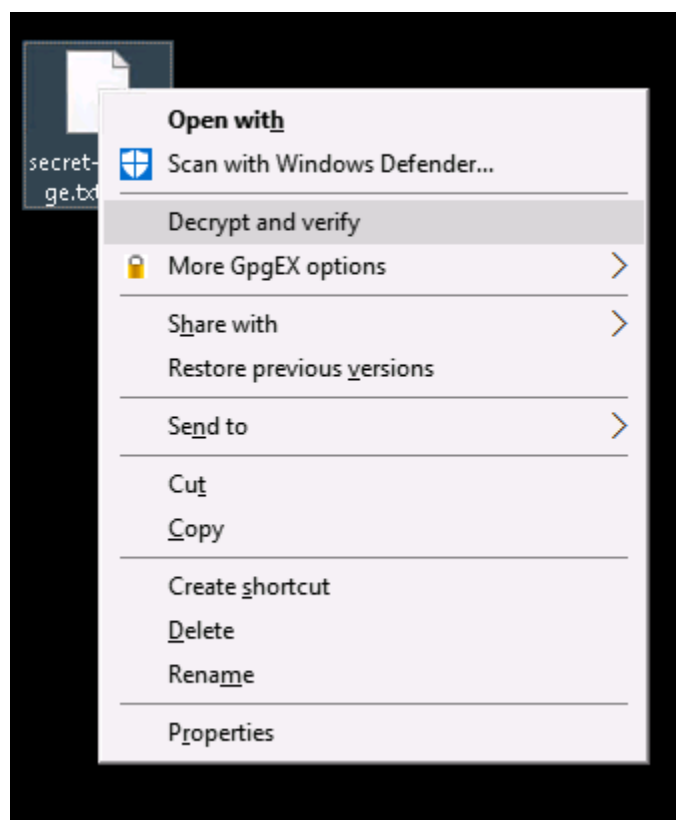 secret-
ge.txt
Open with
Scan with Windows Defender...
Decrypt and verify
More GpgEX options
Share with
Restore previous versions
Send to
Cut
Copy
Create shortcut
Delete
Rename
Properties